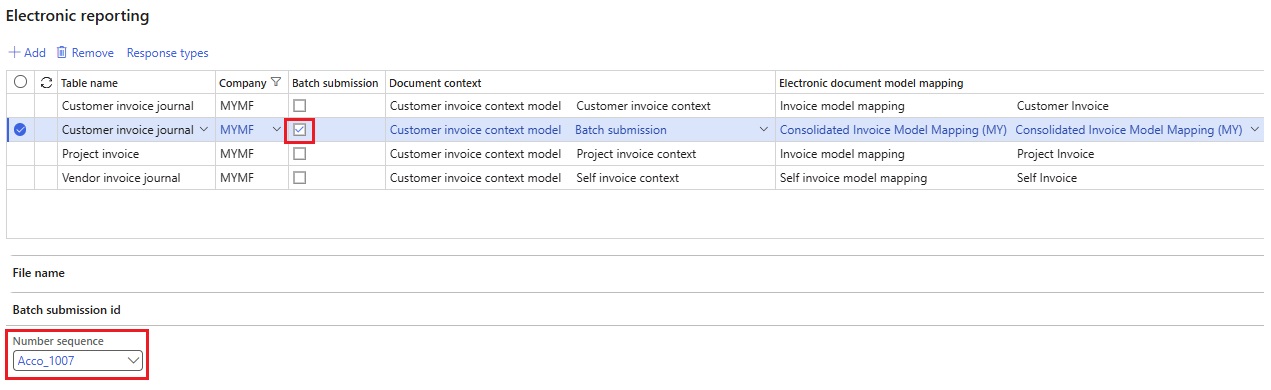 Electronic reporting
Add Remove Response types
Table name Company Batch submission Document context Electronic document model mapping
Customer invoice journal MYMF Customer invoice context model Customer invoice context Invoice model mapping Customer Invoice
Customer invoice journal MYMF Customer invoice context model Batch submission Consolidated Invoice Model Mapping (MY) Consolidated Invoice Model Mapping (MY)
Project invoice MYMF Customer invoice context model Project invoice context Invoice model mapping Project Invoice
Vendor invoice journal MYMF Customer invoice context model Self invoice context Self invoice model mapping Self Invoice
File name
Batch submission id
Number sequence
Acco_1007